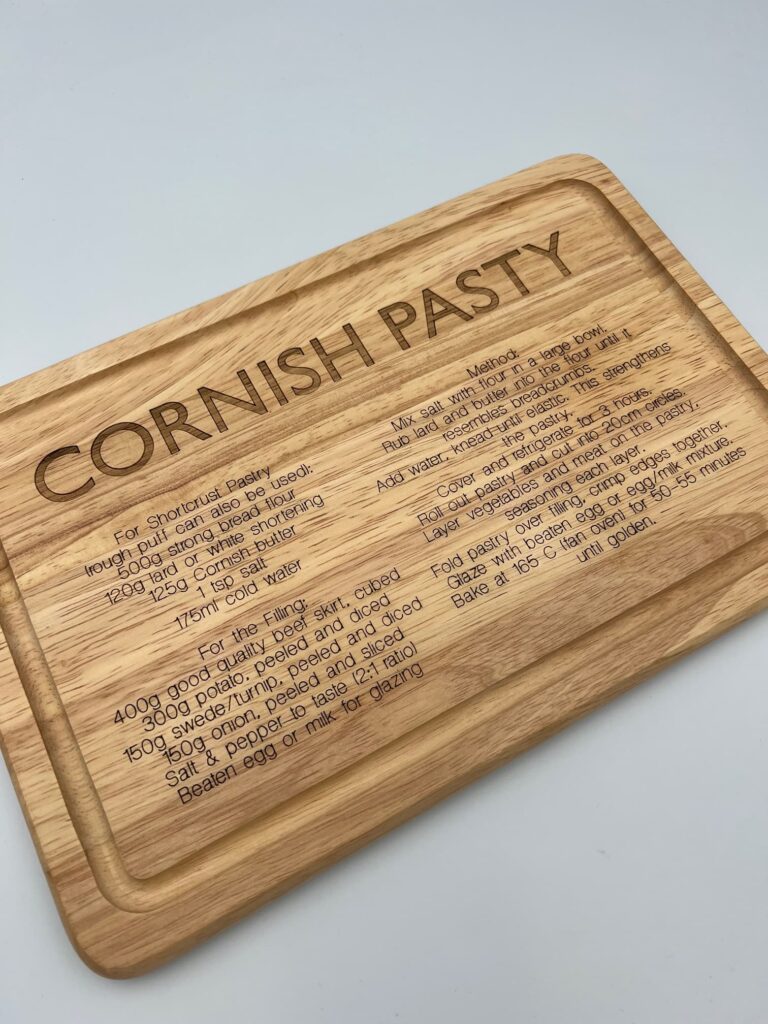 CORNISH PASTY
For Shortcrust Pastry
(rough puff can also be used):
500g strong bread flour
120g lard or white shortening
125g Cornish butter
1 tsp salt
175ml cold water
For the Filling:
400g good quality beef skirt, cubed
300g potato, peeled and diced
150g swede/turnip, peeled and diced
150g onion, peeled and sliced
Salt & pepper to taste (2:1 ratio)
Beaten egg or milk for glazing
Method:
Mix salt with flour in a large bowl.
Rub lard and butter into the flour until it
resembles breadcrumbs.
Add water, knead until elastic. This strengthens
the pastry.
Cover and refrigerate for 3 hours.
Roll out pastry and cut into 20cm circles.
Layer vegetables and meat on the pastry,
seasoning each layer.
Fold pastry over filling, crimp edges together.
Glaze with beaten egg or egg/milk mixture.
Bake at 165°C (fan oven) for 50-55 minutes
until golden.